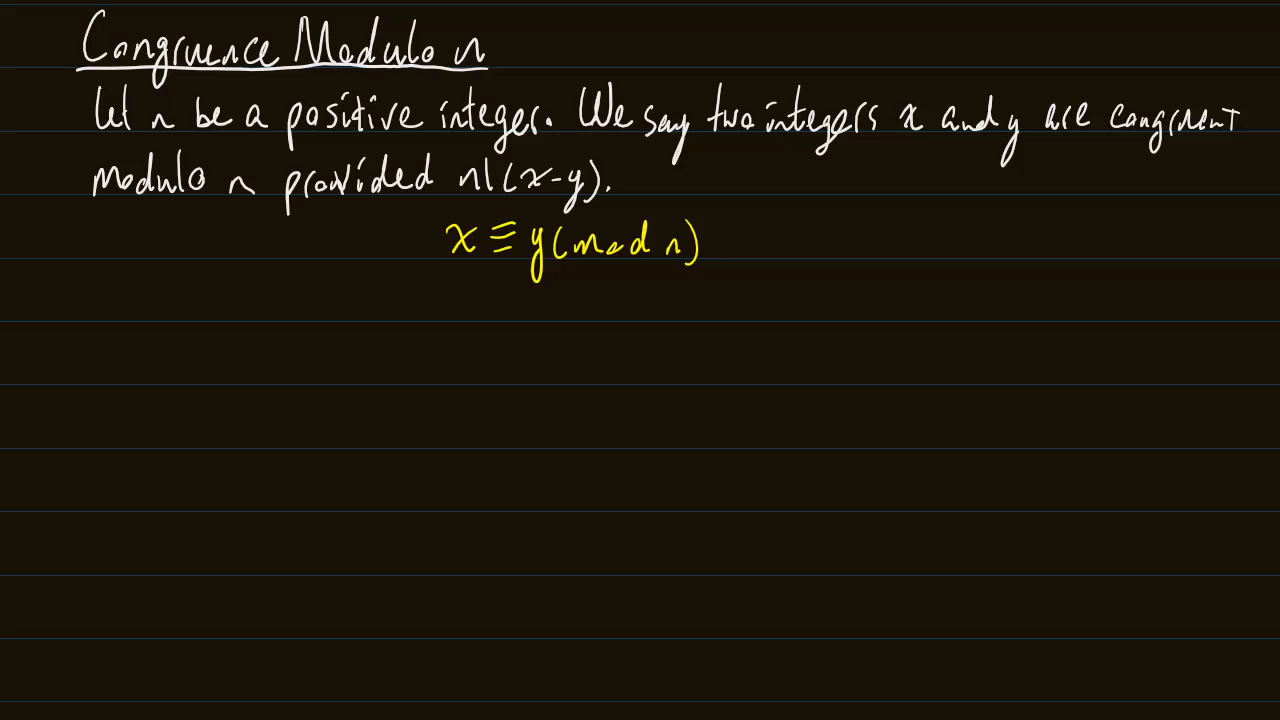 Congruence Modulo n
Let n be a positive integer. We say two integers x and y are congruent
modulo n provided n|(x-y).
x ≡ y (mod n)